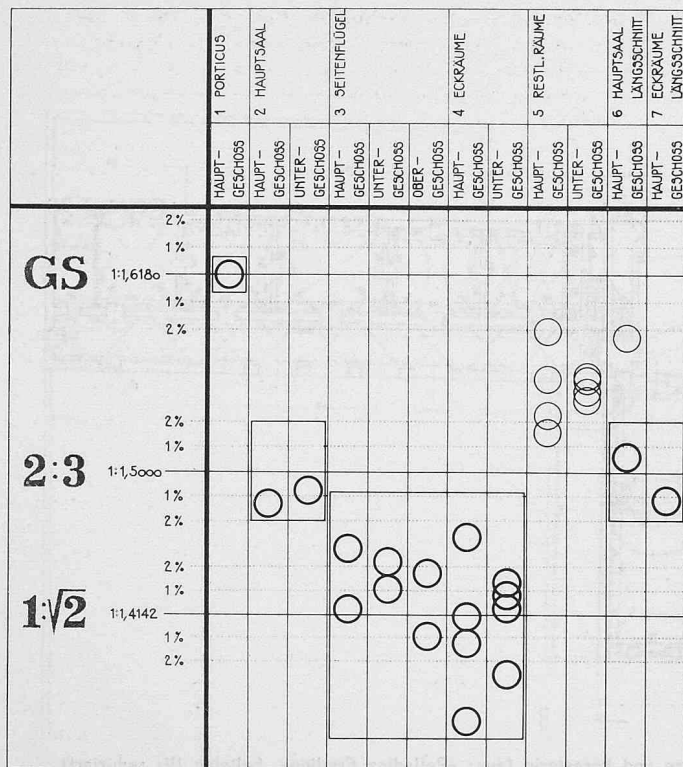 1 PORTICUS
2 HAUPTSAAL
3 SEITENFLÜGEL
4 ECKRÄUME
5 RESTL. RÄUME
6 HAUPTSAAL
LÄNGSSCHNITT
7 ECKRÄUME
LÄNGSSCHNITT
HAUPT-
GESCHOSS
HAUPT-
GESCHOSS
UNTER-
GESCHOSS
HAUPT-
GESCHOSS
UNTER-
GESCHOSS
OBER-
GESCHOSS
HAUPT-
GESCHOSS
UNTER-
GESCHOSS
HAUPT-
GESCHOSS
UNTER-
GESCHOSS
HAUPT-
GESCHOSS
HAUPT-
GESCHOSS
2%
1%
GS 1:1,6180
1%
2%
2%
1%
2:3 1:1,5000
1%
2%
2%
1%
1:√2 1:1,4142
1%
2%